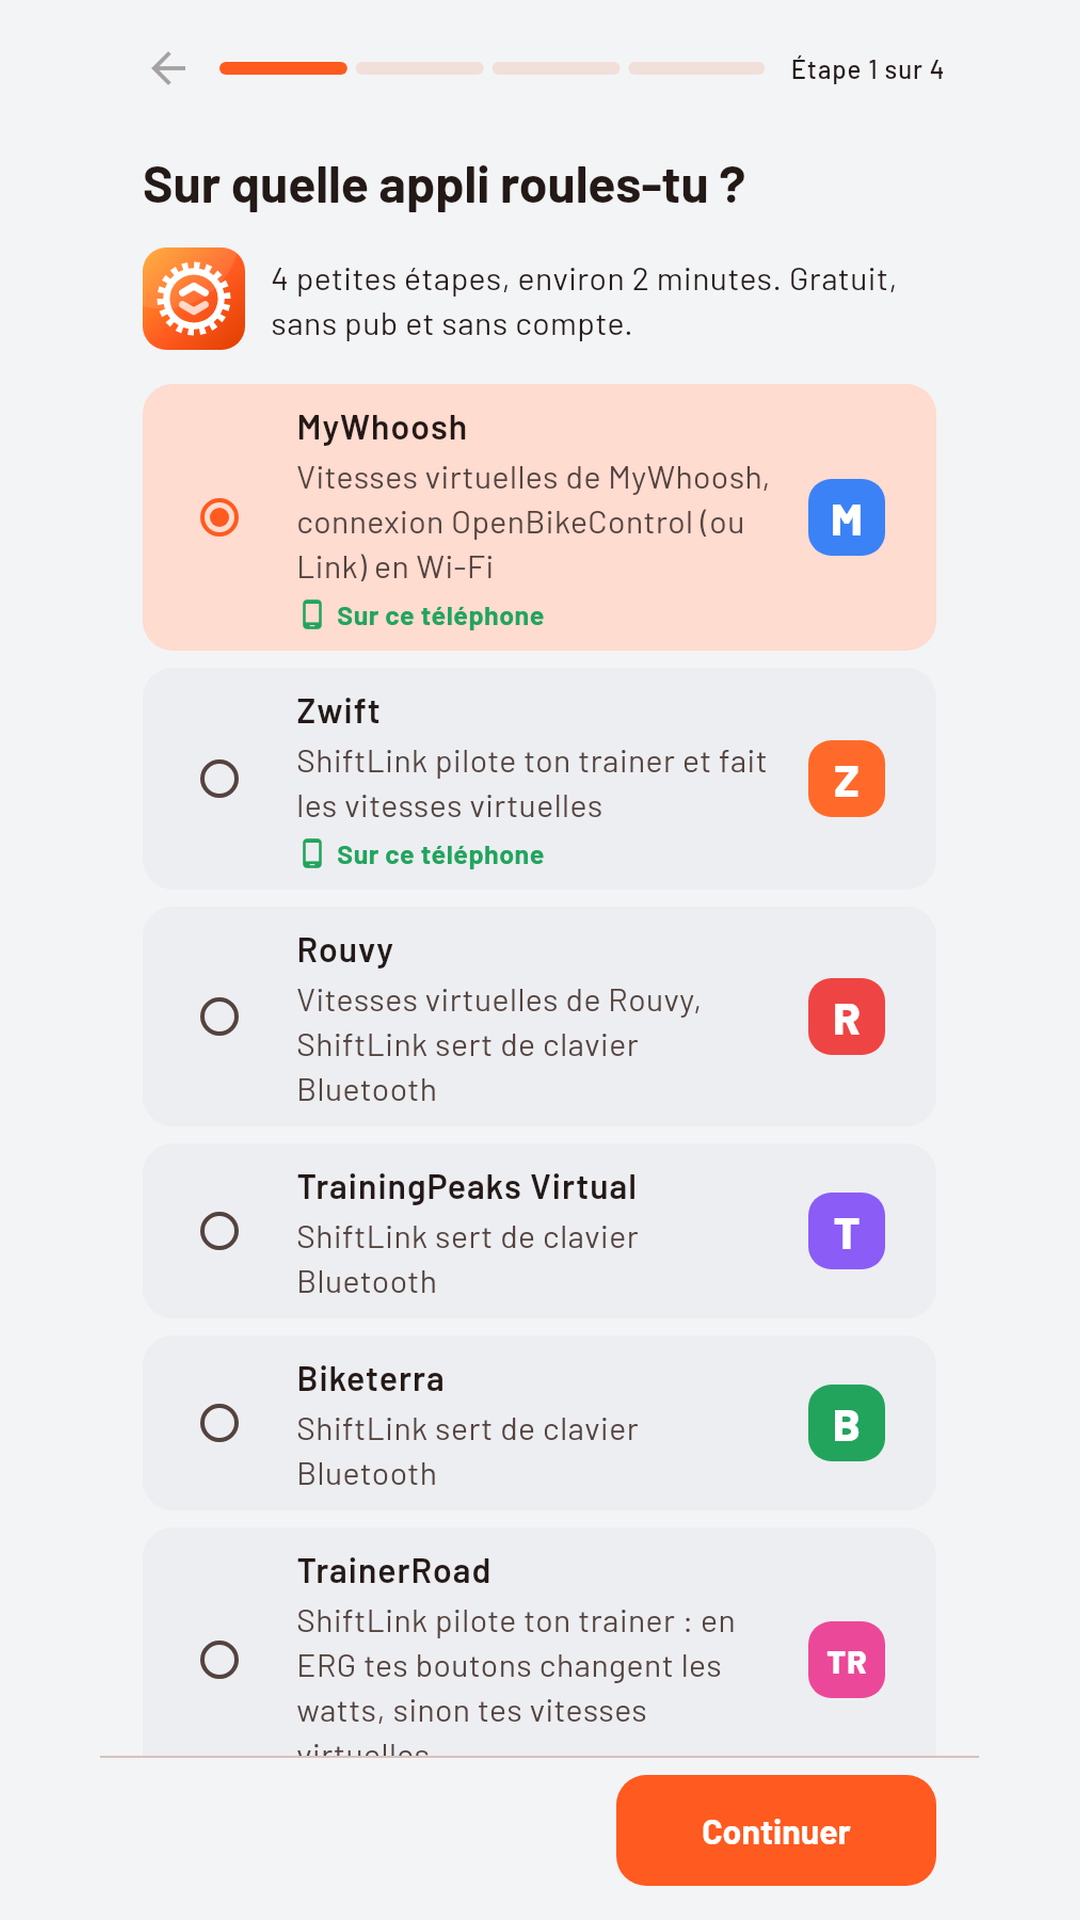 Étape 1 sur 4
Sur quelle appli roules-tu ?
4 petites étapes, environ 2 minutes. Gratuit,
sans pub et sans compte.
MyWhoosh
Vitesses virtuelles de MyWhoosh,
connexion OpenBikeControl (ou
Link) en Wi-Fi
Sur ce téléphone
M
Zwift
ShiftLink pilote ton trainer et fait
les vitesses virtuelles
Sur ce téléphone
Z
Rouvy
Vitesses virtuelles de Rouvy,
ShiftLink sert de clavier
Bluetooth
R
TrainingPeaks Virtual
ShiftLink sert de clavier
Bluetooth
T
Biketerra
ShiftLink sert de clavier
Bluetooth
B
TrainerRoad
ShiftLink pilote ton trainer : en
ERG tes boutons changent les
watts, sinon tes vitesses
virtuelles
TR
Continuer